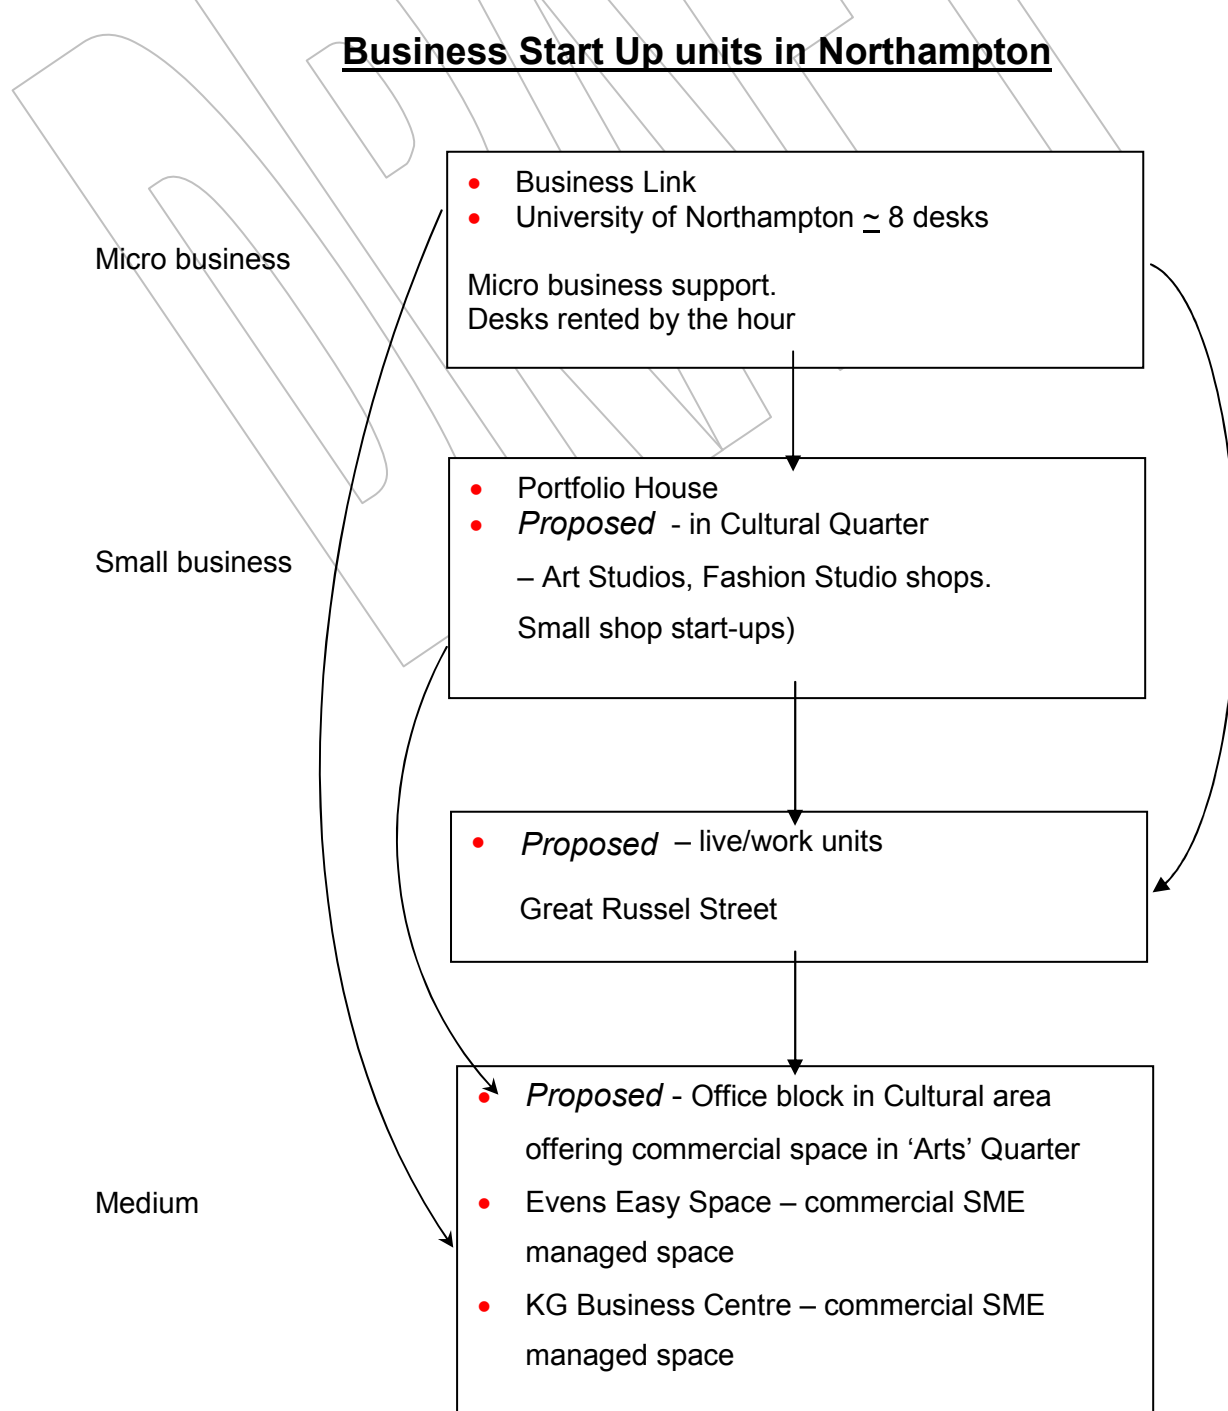 Business Start Up units in Northampton
• Business Link
• University of Northampton ~ 8 desks
Micro business
Micro business support.
Desks rented by the hour
• Portfolio House
• Proposed - in Cultural Quarter
Small business
– Art Studios, Fashion Studio shops.
Small shop start-ups)
• Proposed – live/work units
Great Russel Street
• Proposed - Office block in Cultural area
offering commercial space in ‘Arts’ Quarter
Medium
• Evens Easy Space – commercial SME
managed space
• KG Business Centre – commercial SME
managed space